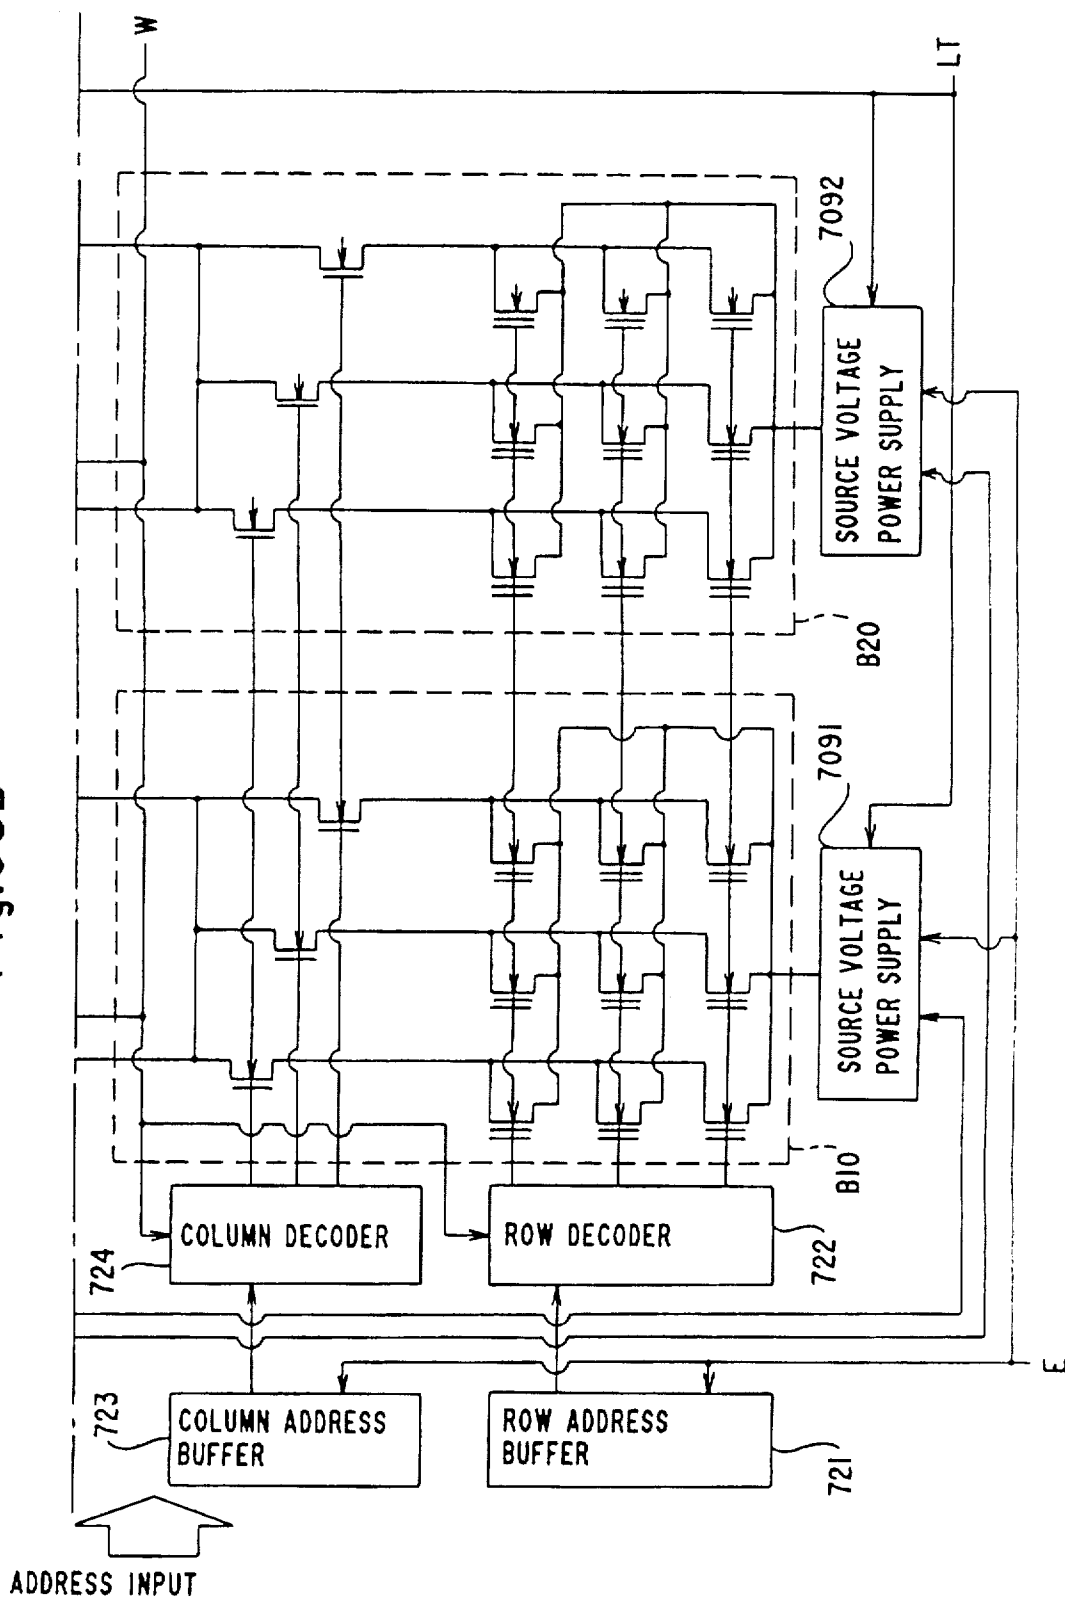 W
LT
7092
SOURCE VOLTAGE
POWER SUPPLY
B20
7091
SOURCE VOLTAGE
POWER SUPPLY
B10
COLUMN DECODER
724
ROW DECODER
722
COLUMN ADDRESS
BUFFER
723
ROW ADDRESS
BUFFER
721
E
ADDRESS INPUT